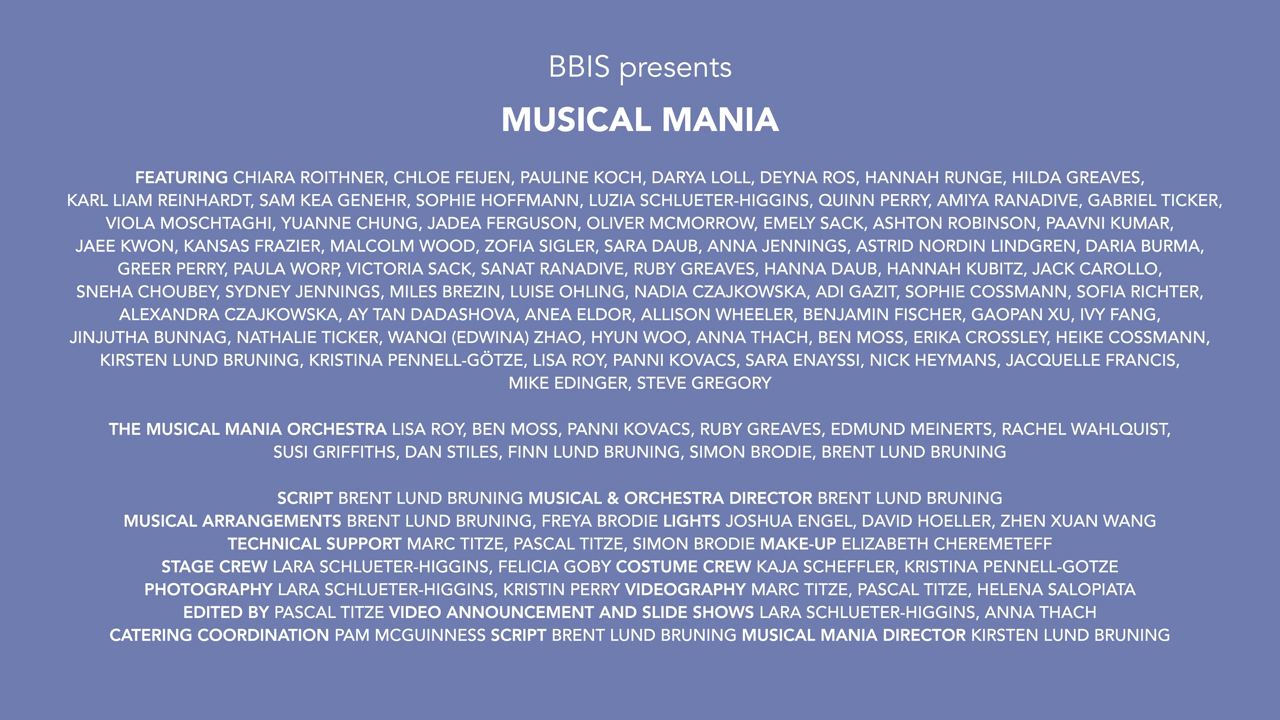 BBIS presents
MUSICAL MANIA
FEATURING CHIARA ROITHNER, CHLOE FEIJEN, PAULINE KOCH, DARYA LOLL, DEYNA ROS, HANNAH RUNGE, HILDA GREAVES,
KARL LIAM REINHARDT, SAM KEA GENEHR, SOPHIE HOFFMANN, LUZIA SCHLUETER-HIGGINS, QUINN PERRY, AMIYA RANADIVE, GABRIEL TICKER,
VIOLA MOSCHTAGHI, YUANNE CHUNG, JADEA FERGUSON, OLIVER MCMORROW, EMELY SACK, ASHTON ROBINSON, PAAVNI KUMAR,
JAEE KWON, KANSAS FRAZIER, MALCOLM WOOD, ZOFIA SIGLER, SARA DAUB, ANNA JENNINGS, ASTRID NORDIN LINDGREN, DARIA BURMA,
GREER PERRY, PAULA WORP, VICTORIA SACK, SANAT RANADIVE, RUBY GREAVES, HANNA DAUB, HANNAH KUBITZ, JACK CAROLLO,
SNEHA CHOUBEY, SYDNEY JENNINGS, MILES BREZIN, LUISE OHLING, NADIA CZAJKOWSKA, ADI GAZIT, SOPHIE COSSMANN, SOFIA RICHTER,
ALEXANDRA CZAJKOWSKA, AY TAN DADASHOVA, ANEA ELDOR, ALLISON WHEELER, BENJAMIN FISCHER, GAOPAN XU, IVY FANG,
JINJUTHA BUNNAG, NATHALIE TICKER, WANQI (EDWINA) ZHAO, HYUN WOO, ANNA THACH, BEN MOSS, ERIKA CROSSLEY, HEIKE COSSMANN,
KIRSTEN LUND BRUNING, KRISTINA PENNELL-GÖTZE, LISA ROY, PANNI KOVACS, SARA ENAYSSI, NICK HEYMANS, JACQUELLE FRANCIS,
MIKE EDINGER, STEVE GREGORY
THE MUSICAL MANIA ORCHESTRA LISA ROY, BEN MOSS, PANNI KOVACS, RUBY GREAVES, EDMUND MEINERTS, RACHEL WAHLQUIST,
SUSI GRIFFITHS, DAN STILES, FINN LUND BRUNING, SIMON BRODIE, BRENT LUND BRUNING
SCRIPT BRENT LUND BRUNING MUSICAL & ORCHESTRA DIRECTOR BRENT LUND BRUNING
MUSICAL ARRANGEMENTS BRENT LUND BRUNING, FREYA BRODIE LIGHTS JOSHUA ENGEL, DAVID HOELLER, ZHEN XUAN WANG
TECHNICAL SUPPORT MARC TITZE, PASCAL TITZE, SIMON BRODIE MAKE-UP ELIZABETH CHEREMETEFF
STAGE CREW LARA SCHLUETER-HIGGINS, FELICIA GOBY COSTUME CREW KAJA SCHEFFLER, KRISTINA PENNELL-GOTZE
PHOTOGRAPHY LARA SCHLUETER-HIGGINS, KRISTIN PERRY VIDEOGRAPHY MARC TITZE, PASCAL TITZE, HELENA SALOPIATA
EDITED BY PASCAL TITZE VIDEO ANNOUNCEMENT AND SLIDE SHOWS LARA SCHLUETER-HIGGINS, ANNA THACH
CATERING COORDINATION PAM MCGUINNESS SCRIPT BRENT LUND BRUNING MUSICAL MANIA DIRECTOR KIRSTEN LUND BRUNING